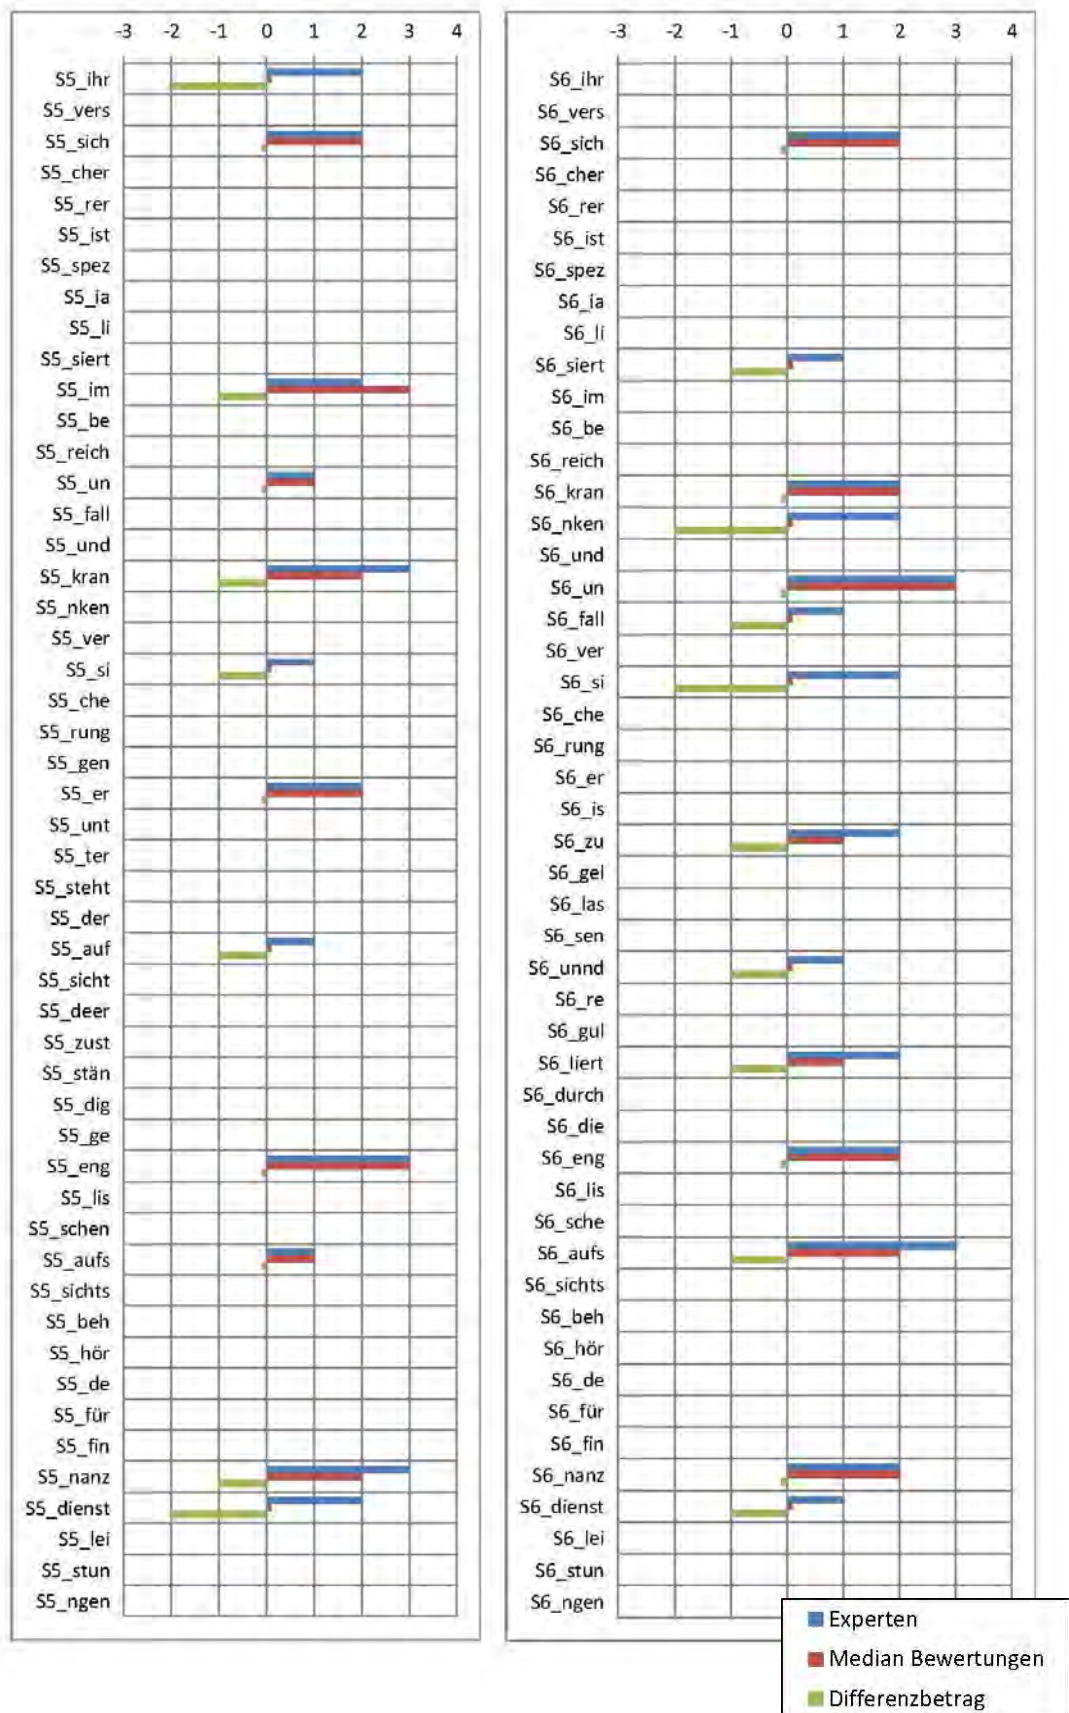 -3 -2 -1 0 1 2 3 4
S5_ihr
S5_vers
S5_sich
S5_cher
S5_rer
S5_ist
S5_spez
S5_ia
S5_li
S5_siert
S5_im
S5_be
S5_reich
S5_un
S5_fall
S5_und
S5_kran
S5_nken
S5_ver
S5_si
S5_che
S5_rung
S5_gen
S5_er
S5_unt
S5_ter
S5_steht
S5_der
S5_auf
S5_sicht
S5_deer
S5_zust
S5_stän
S5_dig
S5_ge
S5_eng
S5_lis
S5_schen
S5_aufs
S5_sichts
S5_beh
S5_hör
S5_de
S5_für
S5_fin
S5_nanz
S5_dienst
S5_lei
S5_stun
S5_ngen
-3 -2 -1 0 1 2 3 4
S6_ihr
S6_vers
S6_sich
S6_cher
S6_rer
S6_ist
S6_spez
S6_ia
S6_li
S6_siert
S6_im
S6_be
S6_reich
S6_kran
S6_nken
S6_und
S6_un
S6_fall
S6_ver
S6_si
S6_che
S6_rung
S6_er
S6_is
S6_zu
S6_gel
S6_las
S6_sen
S6_unnd
S6_re
S6_gul
S6_liert
S6_durch
S6_die
S6_eng
S6_lis
S6_sche
S6_aufs
S6_sichts
S6_beh
S6_hör
S6_de
S6_für
S6_fin
S6_nanz
S6_dienst
S6_lei
S6_stun
S6_ngen
Experten
Median Bewertungen
Differenzbetrag